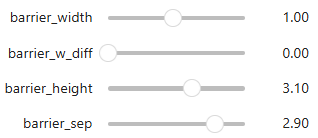 barrier_width 1.00
barrier_w_diff 0.00
barrier_height 3.10
barrier_sep 2.90